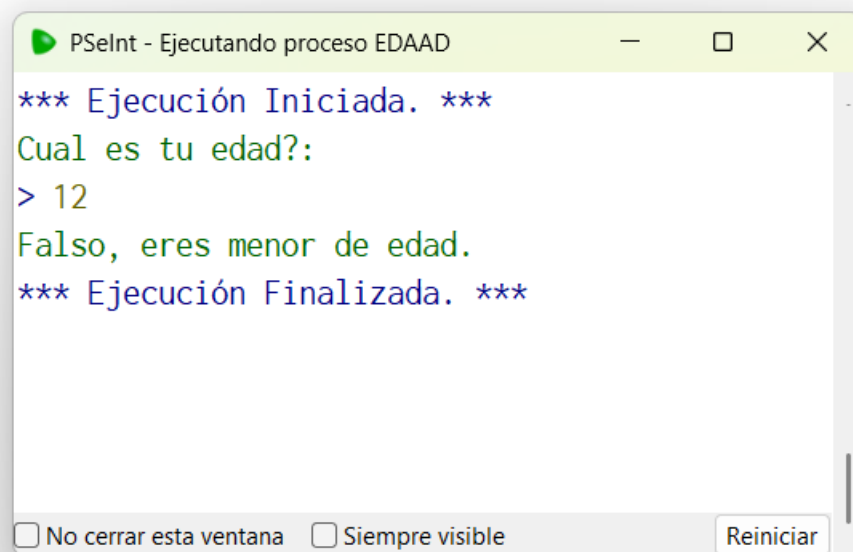 PSeInt - Ejecutando proceso EDAAD
*** Ejecución Iniciada. ***
Cual es tu edad?:
> 12
Falso, eres menor de edad.
*** Ejecución Finalizada. ***
No cerrar esta ventana Siempre visible Reiniciar